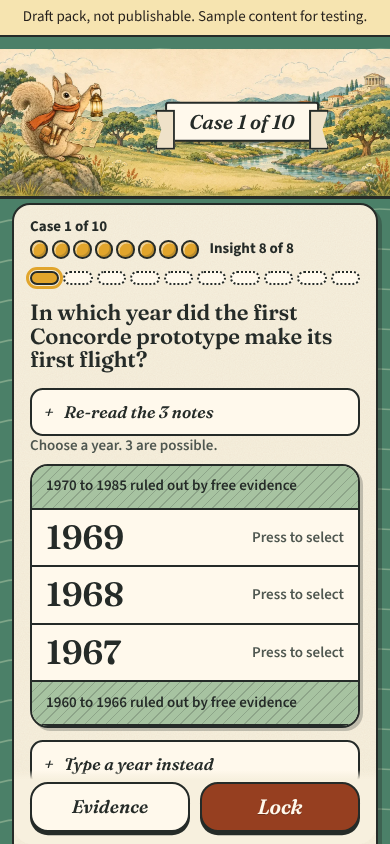 Draft pack, not publishable. Sample content for testing.
Case 1 of 10
Case 1 of 10
Insight 8 of 8
In which year did the first
Concorde prototype make its
first flight?
+ Re-read the 3 notes
Choose a year. 3 are possible.
1970 to 1985 ruled out by free evidence
1969 Press to select
1968 Press to select
1967 Press to select
1960 to 1966 ruled out by free evidence
+ Type a year instead
Evidence Lock